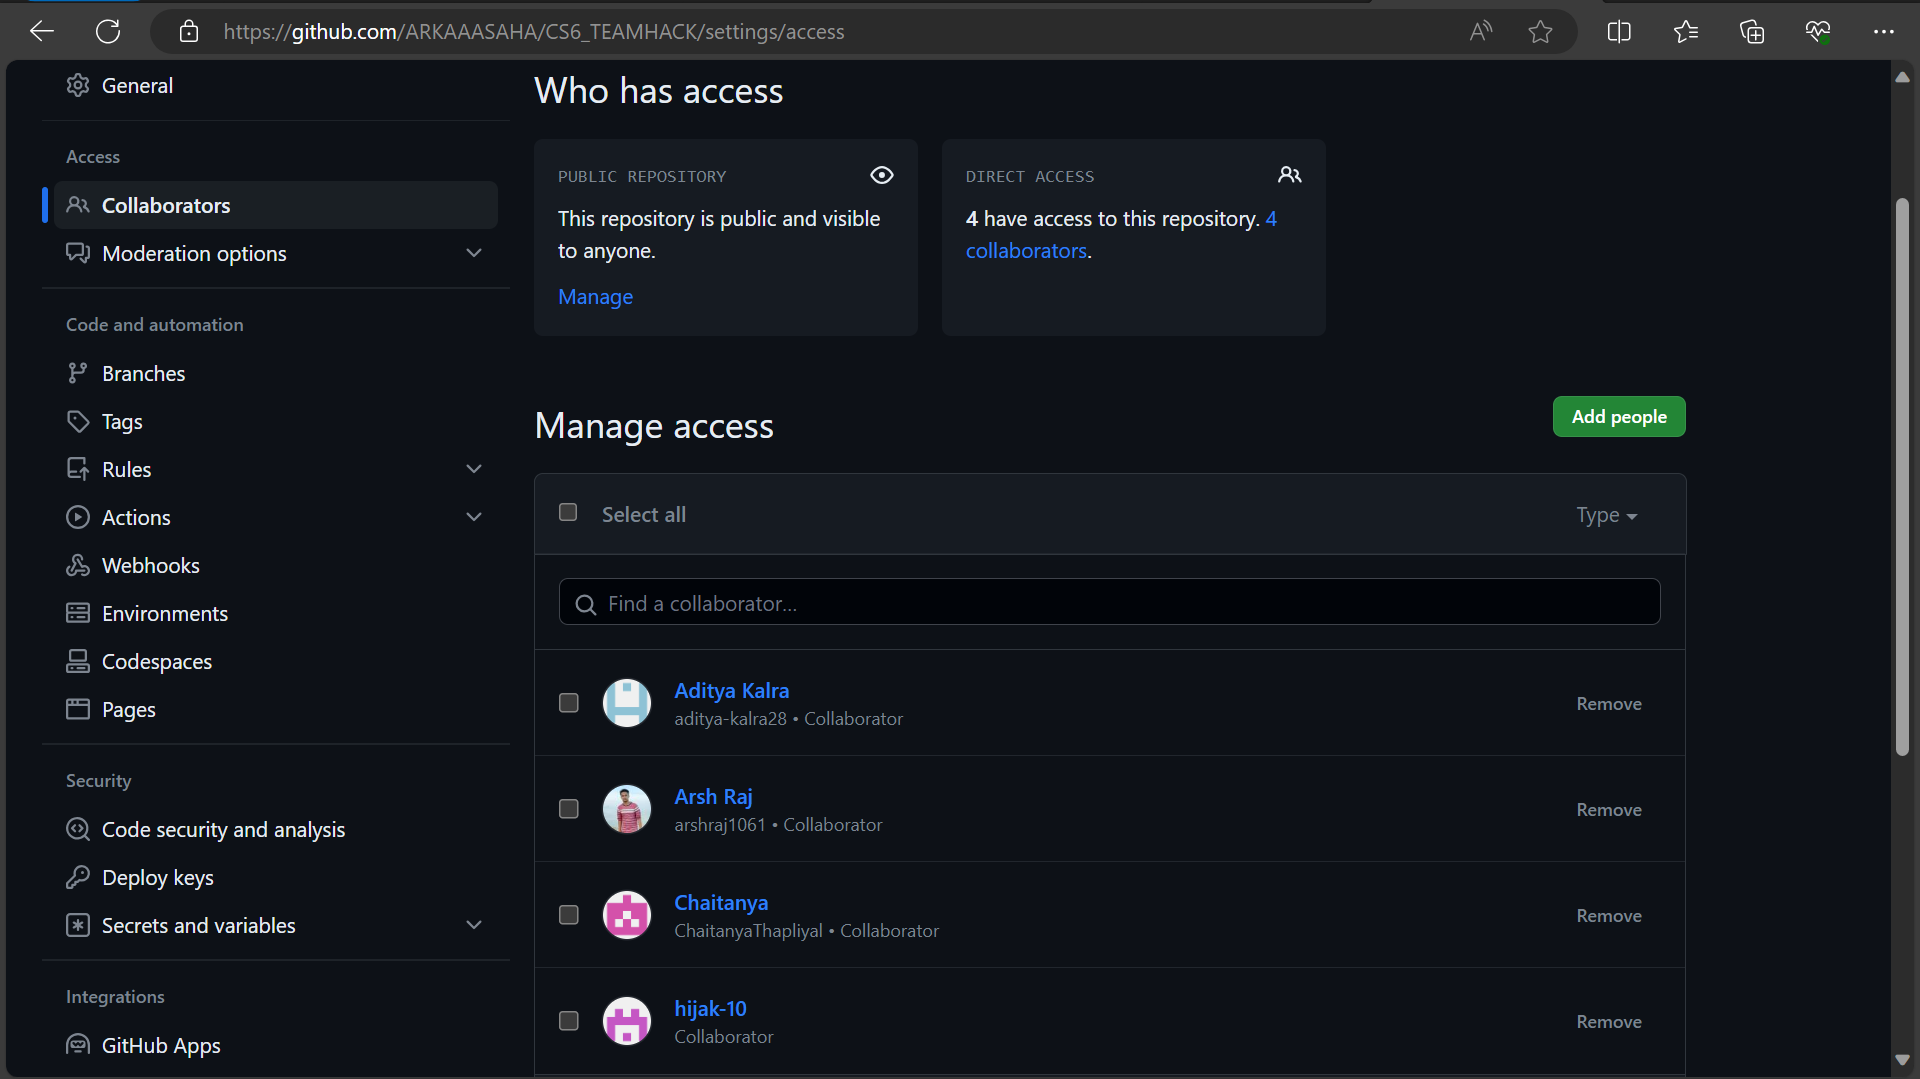 https://github.com/ARKAAASAHA/CS6_TEAMHACK/settings/access
General
Access
Collaborators
Moderation options
Code and automation
Branches
Tags
Rules
Actions
Webhooks
Environments
Codespaces
Pages
Security
Code security and analysis
Deploy keys
Secrets and variables
Integrations
GitHub Apps
Who has access
PUBLIC REPOSITORY
This repository is public and visible
to anyone.
Manage
DIRECT ACCESS
4 have access to this repository. 4
collaborators.
Manage access
Add people
Select all
Type
Find a collaborator...
Aditya Kalra
aditya-kalra28 • Collaborator
Remove
Arsh Raj
arshraj1061 • Collaborator
Remove
Chaitanya
ChaitanyaThapliyal • Collaborator
Remove
hijak-10
Collaborator
Remove